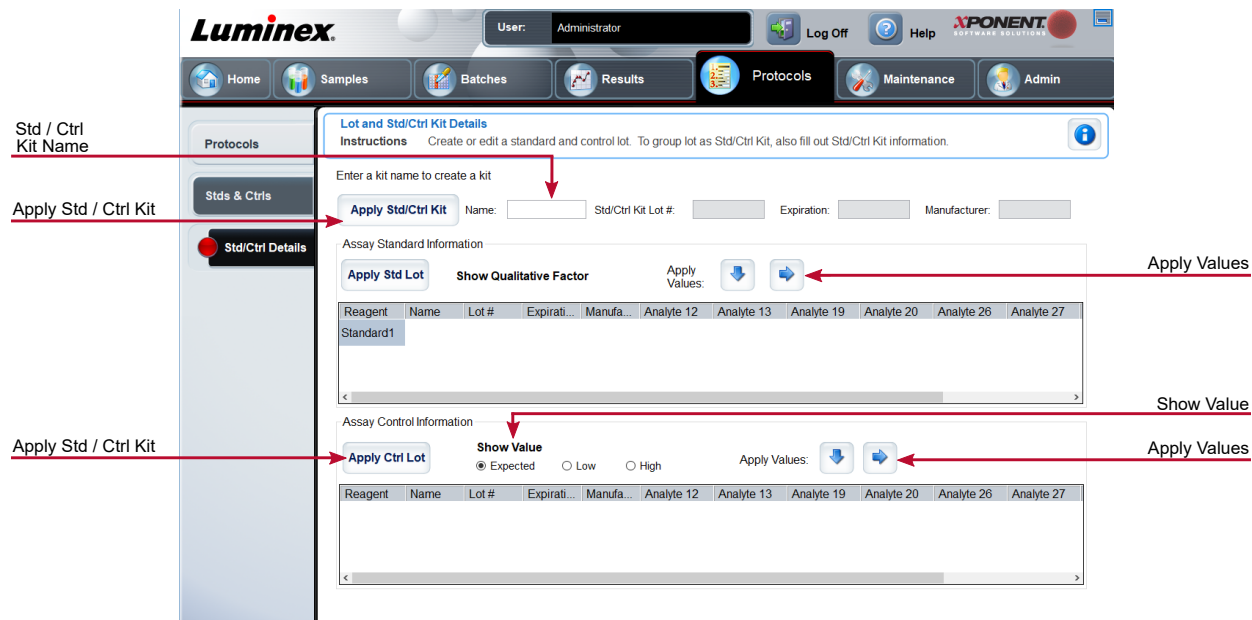 Luminex.
User: Administrator
Log Off
Help
XPONENT.
SOFTWARE SOLUTIONS
Home
Samples
Batches
Results
Protocols
Maintenance
Admin
Std / Ctrl
Kit Name
Apply Std / Ctrl Kit
Protocols
Stds & Ctrls
Std/Ctrl Details
Lot and Std/Ctrl Kit Details
Instructions Create or edit a standard and control lot. To group lot as Std/Ctrl Kit, also fill out Std/Ctrl Kit information.
Enter a kit name to create a kit
Apply Std/Ctrl Kit Name: Std/Ctrl Kit Lot #: Expiration: Manufacturer:
Assay Standard Information
Apply Std Lot Show Qualitative Factor Apply
Values:
Apply Values
Reagent Name Lot # Expirati... Manufa... Analyte 12 Analyte 13 Analyte 19 Analyte 20 Analyte 26 Analyte 27
Standard1
Show Value
Assay Control Information
Apply Std / Ctrl Kit
Apply Ctrl Lot
Show Value
Expected Low High
Apply Values:
Apply Values
Reagent Name Lot # Expirati... Manufa... Analyte 12 Analyte 13 Analyte 19 Analyte 20 Analyte 26 Analyte 27